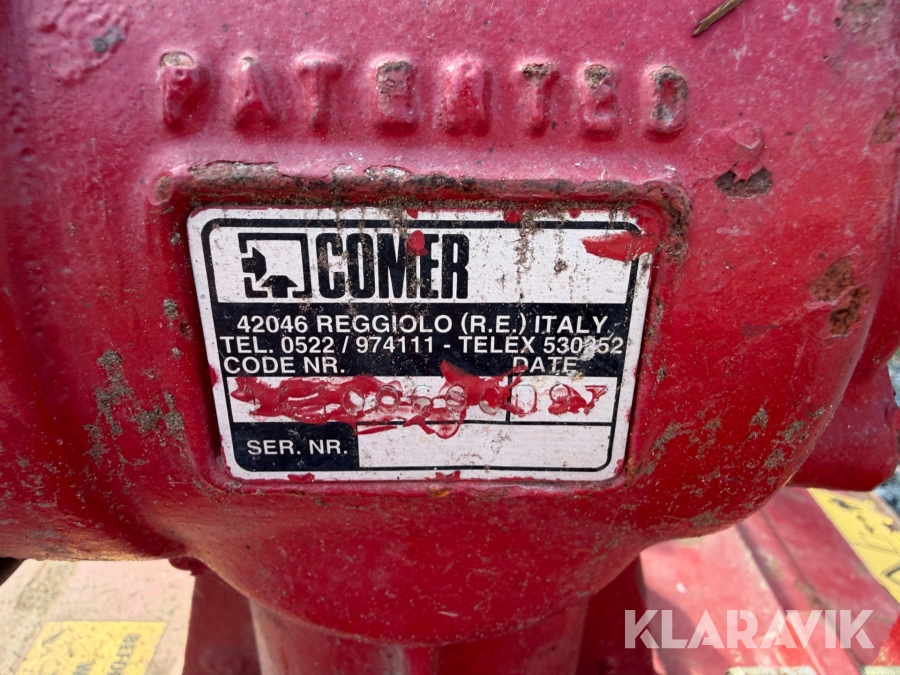 PATENTED
COMER
42046 REGGIOLO (R.E.) ITALY
TEL. 0522 / 974111 - TELEX 530252
CODE NR. DATE
SER. NR.
KLARAVIK